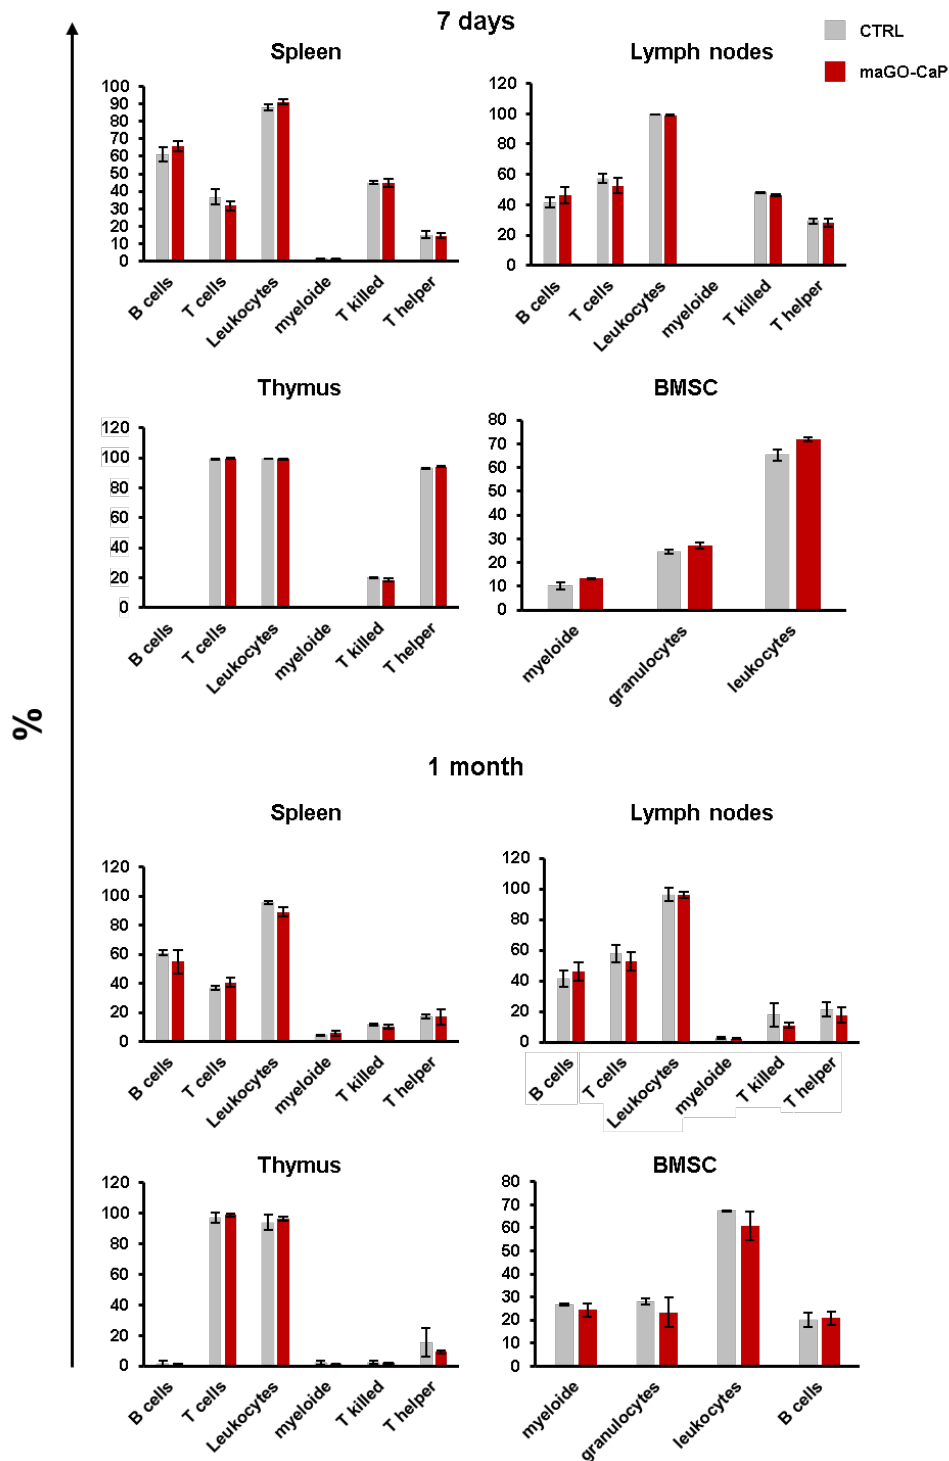 7 days
CTRL
maGO-CaP
%
Spleen
100
90
80
70
60
50
40
30
20
10
0
B cells
T cells
Leukocytes
myeloide
T killed
T helper
Lymph nodes
120
100
80
60
40
20
0
B cells
T cells
Leukocytes
myeloide
T killed
T helper
Thymus
120
100
80
60
40
20
0
B cells
T cells
Leukocytes
myeloide
T killed
T helper
BMSC
80
70
60
50
40
30
20
10
0
myeloide
granulocytes
leukocytes
1 month
Spleen
120
100
80
60
40
20
0
B cells
T cells
Leukocytes
myeloide
T killed
T helper
Lymph nodes
120
100
80
60
40
20
0
B cells
T cells
Leukocytes
myeloide
T killed
T helper
Thymus
120
100
80
60
40
20
0
B cells
T cells
Leukocytes
myeloide
T killed
T helper
BMSC
80
70
60
50
40
30
20
10
0
myeloide
granulocytes
leukocytes
B cells